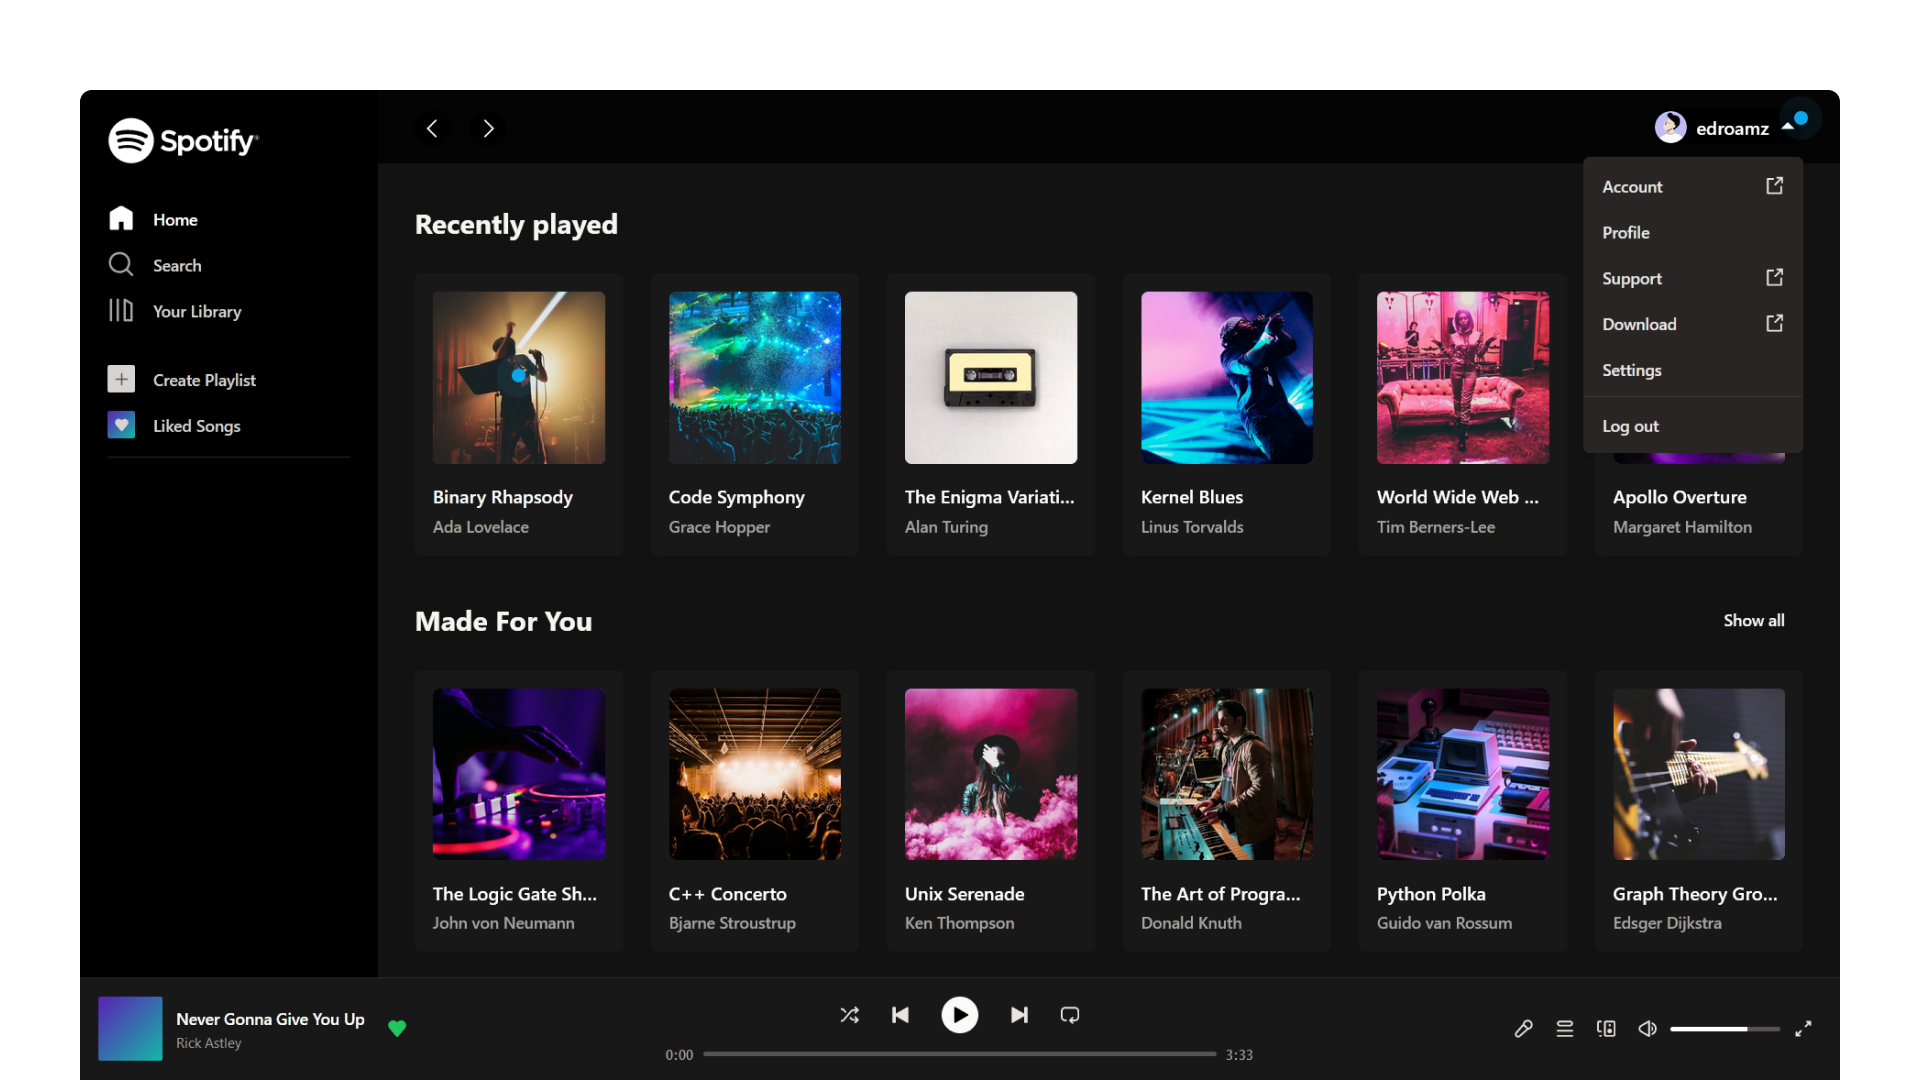 Spotify
edroamz
Home
Search
Your Library
Create Playlist
Liked Songs
Account
Profile
Support
Download
Settings
Log out
Recently played
Binary Rhapsody
Ada Lovelace
Code Symphony
Grace Hopper
The Enigma Variati...
Alan Turing
Kernel Blues
Linus Torvalds
World Wide Web ...
Tim Berners-Lee
Apollo Overture
Margaret Hamilton
Made For You
Show all
The Logic Gate Sh...
John von Neumann
C++ Concerto
Bjarne Stroustrup
Unix Serenade
Ken Thompson
The Art of Progra...
Donald Knuth
Python Polka
Guido van Rossum
Graph Theory Gro...
Edsger Dijkstra
Never Gonna Give You Up
Rick Astley
0:00
3:33